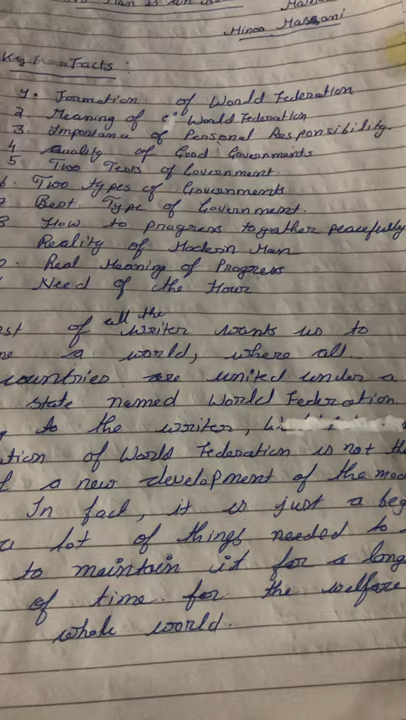 Man is
Minoo Masaani
Key Facts :
1. Formation of World Federation
2. Meaning of World Federation
3. Importance of Personal Responsibility.
4 Quality of Good Governments
5 Two Tests of Government
6. Two types of Governments
7 Best Type of Government.
8 How to progress togather peacefully
Reality of Modern Man
Real Meaning of Progress
Need of the Hour
of all the writer wants us to
a world, where all
countries are united under a
state named World Federation
to the writer,
of World Federation is not the
a new development of the
In fact, it is just a
a lot of things needed to
to maintain it for a long
of time for the welfare
whole world.